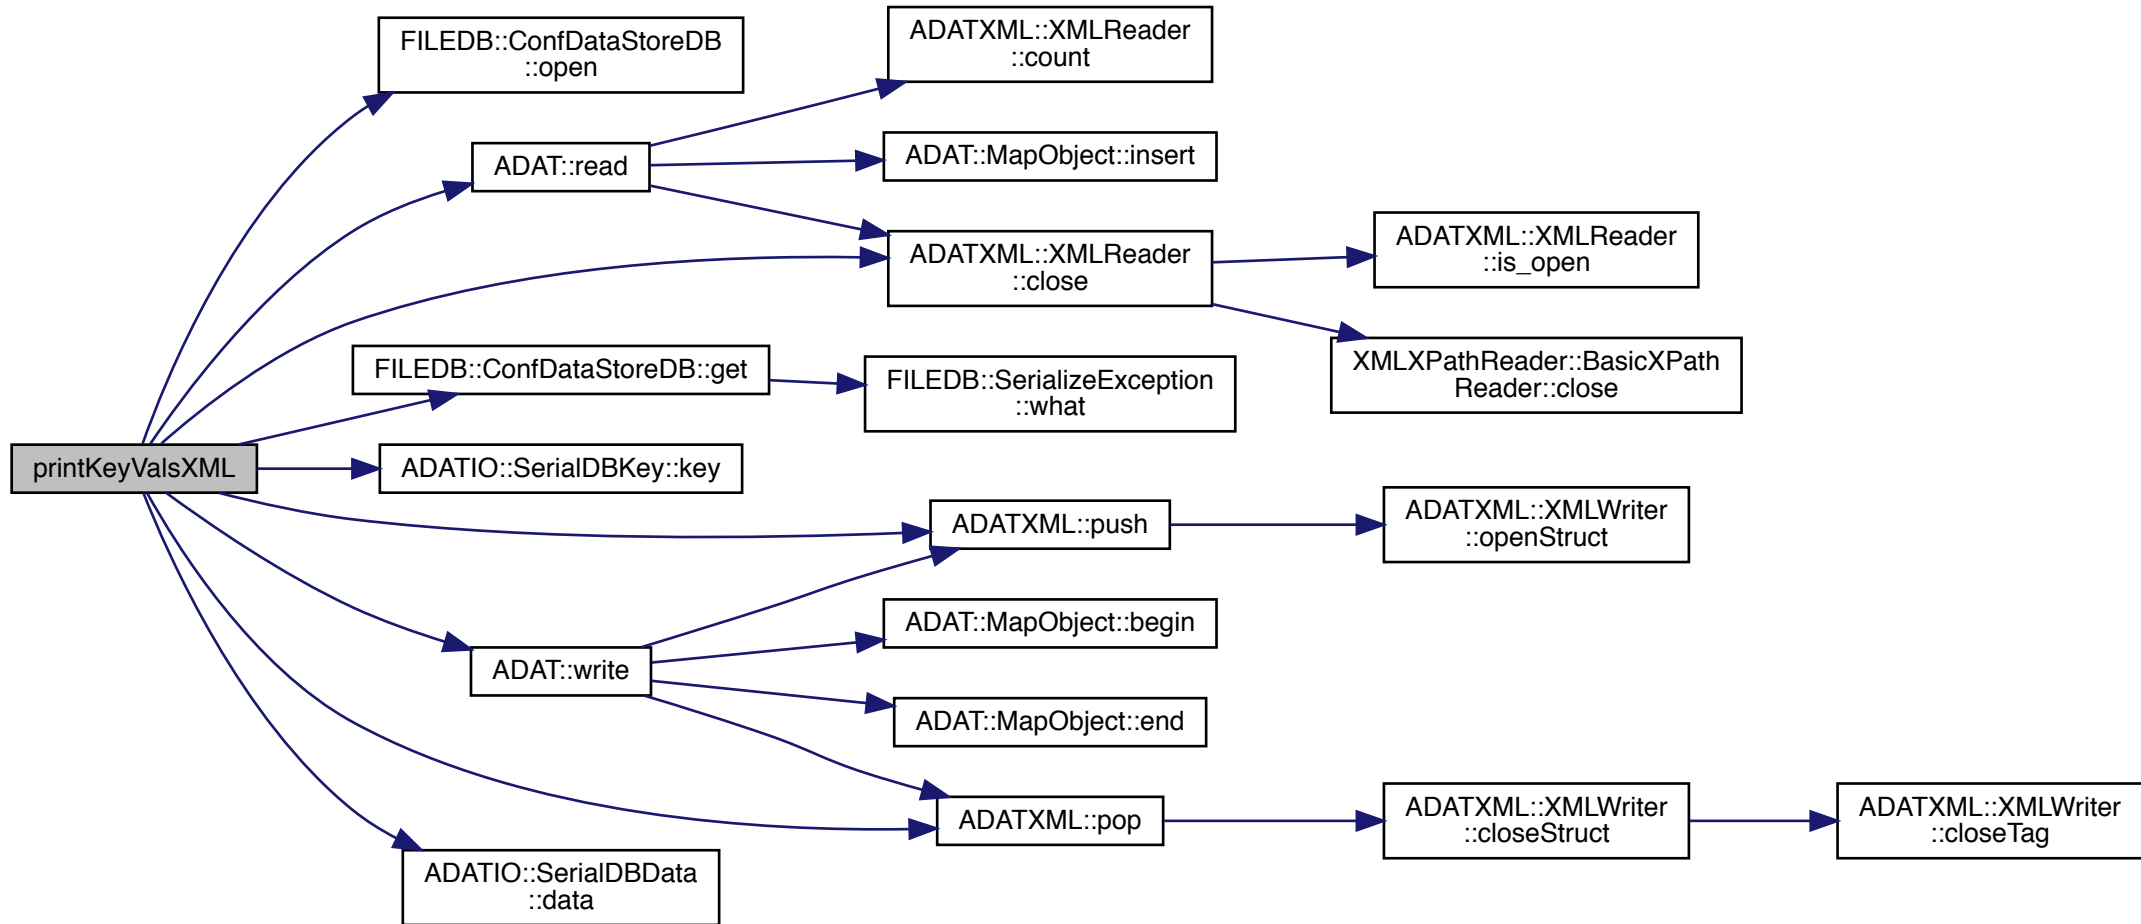 FILEDB::ConfDataStoreDB
::open
ADATXML::XMLReader
::count
ADAT::read
ADAT::MapObject::insert
ADATXML::XMLReader
::close
ADATXML::XMLReader
::is_open
XMLXPathReader::BasicXPath
Reader::close
FILEDB::ConfDataStoreDB::get
FILEDB::SerializeException
::what
printKeyValsXML
ADATIO::SerialDBKey::key
ADATXML::push
ADATXML::XMLWriter
::openStruct
ADAT::write
ADAT::MapObject::begin
ADAT::MapObject::end
ADATXML::pop
ADATXML::XMLWriter
::closeStruct
ADATXML::XMLWriter
::closeTag
ADATIO::SerialDBData
::data